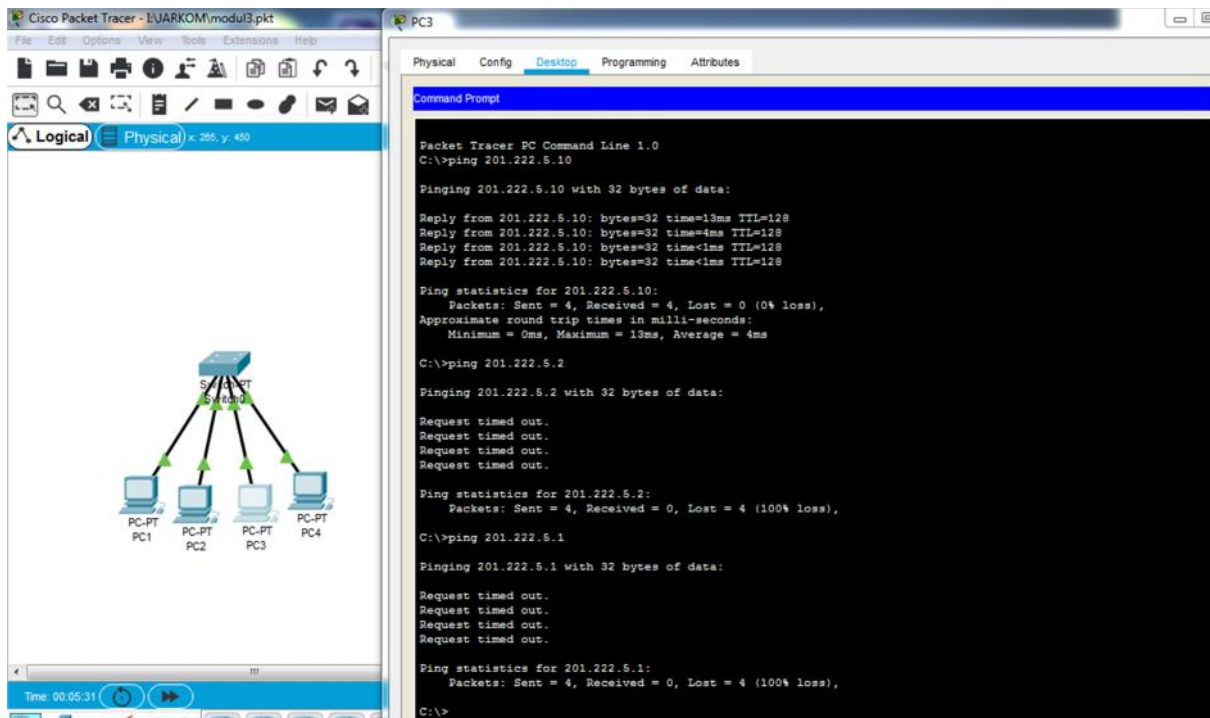 Cisco Packet Tracer - I:\JARKOM\modul3.pkt
File Edit Options View Tools Extensions Help
Logical
Physical x: 265, y: 450
Switch-PT
Switch0
PC-PT
PC1
PC-PT
PC2
PC-PT
PC3
PC-PT
PC4
Time: 00:05:31
PC3
Physical Config Desktop Programming Attributes
Command Prompt
Packet Tracer PC Command Line 1.0
C:\>ping 201.222.5.10
Pinging 201.222.5.10 with 32 bytes of data:
Reply from 201.222.5.10: bytes=32 time=13ms TTL=128
Reply from 201.222.5.10: bytes=32 time=4ms TTL=128
Reply from 201.222.5.10: bytes=32 time<1ms TTL=128
Reply from 201.222.5.10: bytes=32 time<1ms TTL=128
Ping statistics for 201.222.5.10:
Packets: Sent = 4, Received = 4, Lost = 0 (0% loss),
Approximate round trip times in milli-seconds:
Minimum = 0ms, Maximum = 13ms, Average = 4ms
C:\>ping 201.222.5.2
Pinging 201.222.5.2 with 32 bytes of data:
Request timed out.
Request timed out.
Request timed out.
Request timed out.
Ping statistics for 201.222.5.2:
Packets: Sent = 4, Received = 0, Lost = 4 (100% loss),
C:\>ping 201.222.5.1
Pinging 201.222.5.1 with 32 bytes of data:
Request timed out.
Request timed out.
Request timed out.
Request timed out.
Ping statistics for 201.222.5.1:
Packets: Sent = 4, Received = 0, Lost = 4 (100% loss),
C:\>